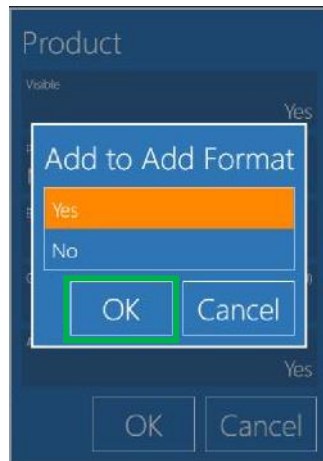 Product
Visible
Yes
Add to Add Format
Yes
No
OK Cancel
Yes
OK Cancel